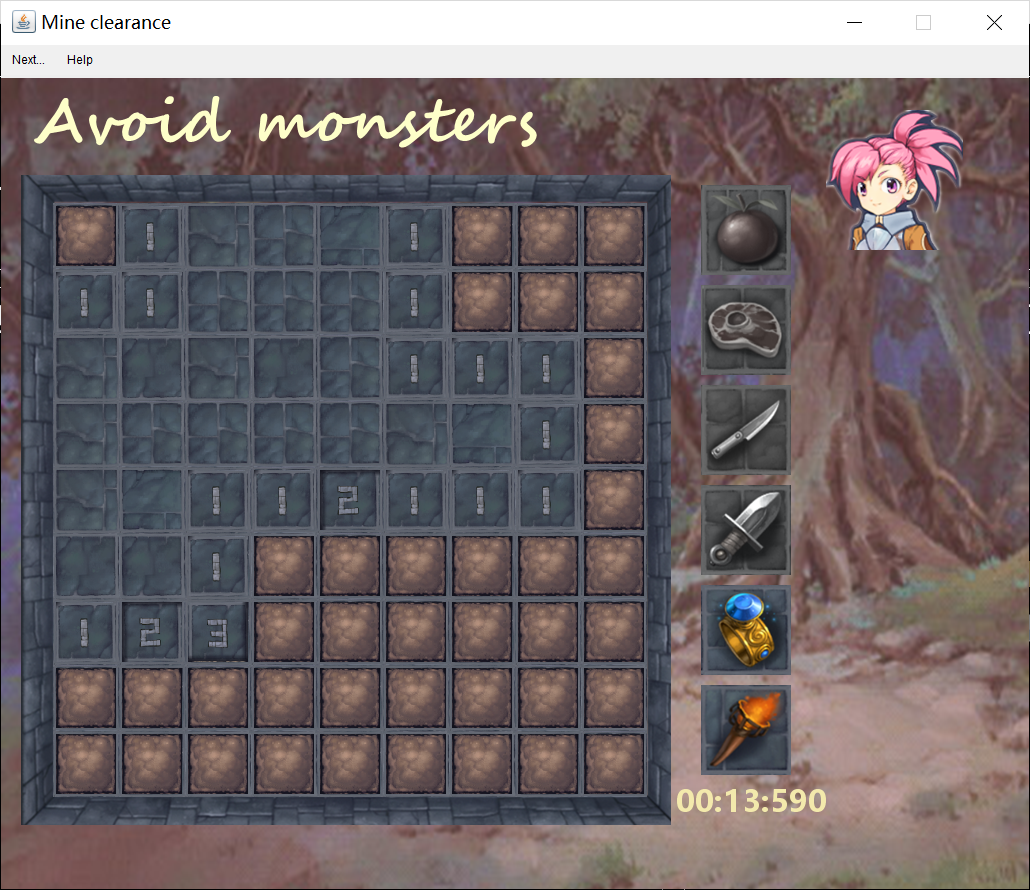 Mine clearance
Next... Help
Avoid monsters
1 1
1 1 1
1 1 1
1
1 1 2 1 1 1
1
1 2 3
00:13:590